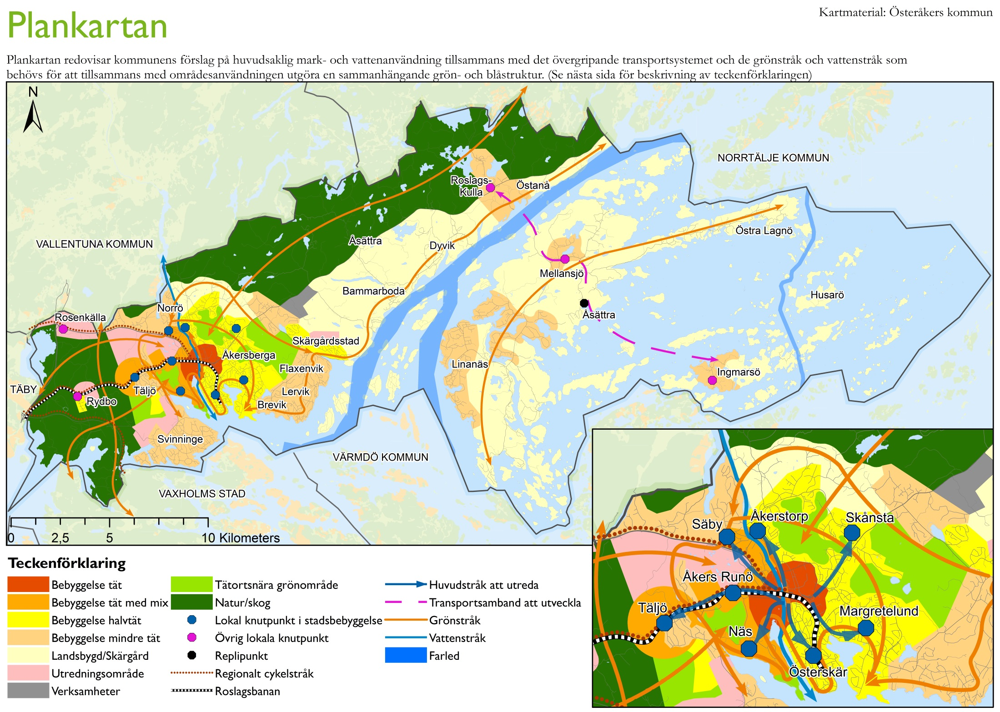 Plankartan
Kartmaterial: Österåkers kommun
Plankartan redovisar kommunens förslag på huvudsaklig mark- och vattenanvändning tillsammans med det övergripande transportsystemet och de grönstråk och vattenstråk som
behövs för att tillsammans med områdesanvändningen utgöra en sammanhängande grön- och blåstruktur. (Se nästa sida för beskrivning av teckenförklaringen)
N
NORRTÄLJE KOMMUN
Roslags-
Kulla
Östanå
Östra Lagnö
VALLENTUNA KOMMUN
Åsättra
Dyvik
Mellansjö
Bammarboda
Husarö
Norrö
Rosenkälla
Åsättra
Skärgårdsstad
Åkersberga
Flaxenvik
Linanäs
Ingmarsö
TÄBY
Täljö
Lervik
Rydbo
Brevik
Svinninge
VÄRMDÖ KOMMUN
VAXHOLMS STAD
0 2,5 5 10 Kilometers
Säby
Åkerstorp
Skånsta
Åkers Runö
Täljö
Margretelund
Näs
Österskär
Teckenförklaring
Bebyggelse tät
Bebyggelse tät med mix
Bebyggelse halvtät
Bebyggelse mindre tät
Landsbygd/Skärgård
Utredningsområde
Verksamheter
Tätortsnära grönområde
Natur/skog
Lokal knutpunkt i stadsbebyggelse
Övrig lokala knutpunkt
Replipunkt
Regionalt cykelstråk
Roslagsbanan
Huvudstråk att utreda
Transportsamband att utveckla
Grönstråk
Vattenstråk
Farled